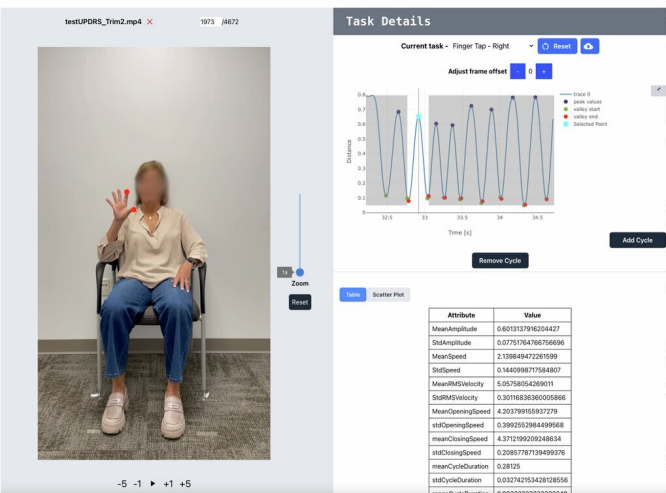 testUPDRS_Trim2.mp4 ✕ 1973 /4672
-5 -1 +1 +5
1x
Zoom
Reset
Task Details
Current task - Finger Tap - Right
Reset
Adjust frame offset - 0 +
0.8
0.7
0.6
0.5
0.4
0.3
0.2
0.1
0
Distance
32.5 33 33.5 34 34.5
Time [s]
trace 0
peak values
valley start
valley end
Selected Point
Add Cycle
Remove Cycle
Table Scatter Plot
Attribute Value
MeanAmplitude 0.6013137916204427
StdAmplitude 0.07751764766756696
MeanSpeed 2.139849472261599
StdSpeed 0.1440998717584807
MeanRMSVelocity 5.05758054269011
StdRMSVelocity 0.30116836360005866
MeanOpeningSpeed 4.203799155937279
stdOpeningSpeed 0.3992552984499568
meanClosingSpeed 4.3712199209248634
stdClosingSpeed 0.20857787139499376
meanCycleDuration 0.28125
stdCycleDuration 0.032742153428128556